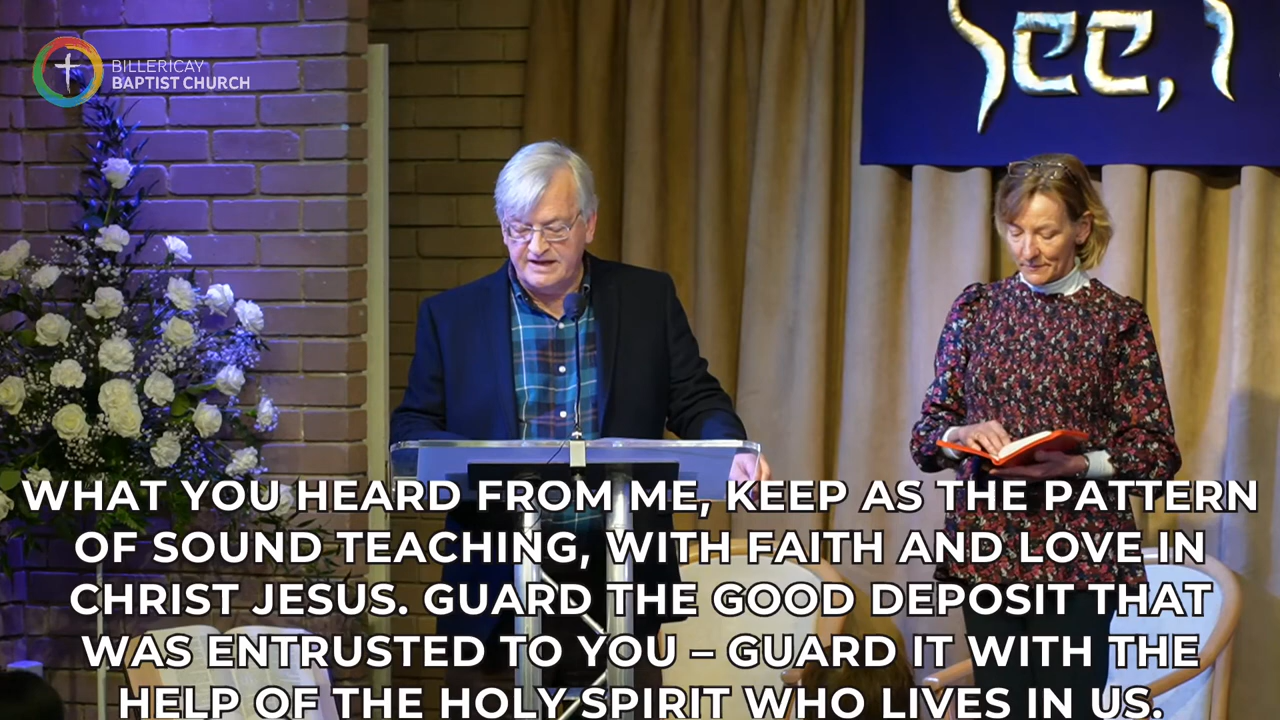 BILLERICAY
BAPTIST CHURCH
See, I
WHAT YOU HEARD FROM ME, KEEP AS THE PATTERN
OF SOUND TEACHING, WITH FAITH AND LOVE IN
CHRIST JESUS. GUARD THE GOOD DEPOSIT THAT
WAS ENTRUSTED TO YOU – GUARD IT WITH THE
HELP OF THE HOLY SPIRIT WHO LIVES IN US.